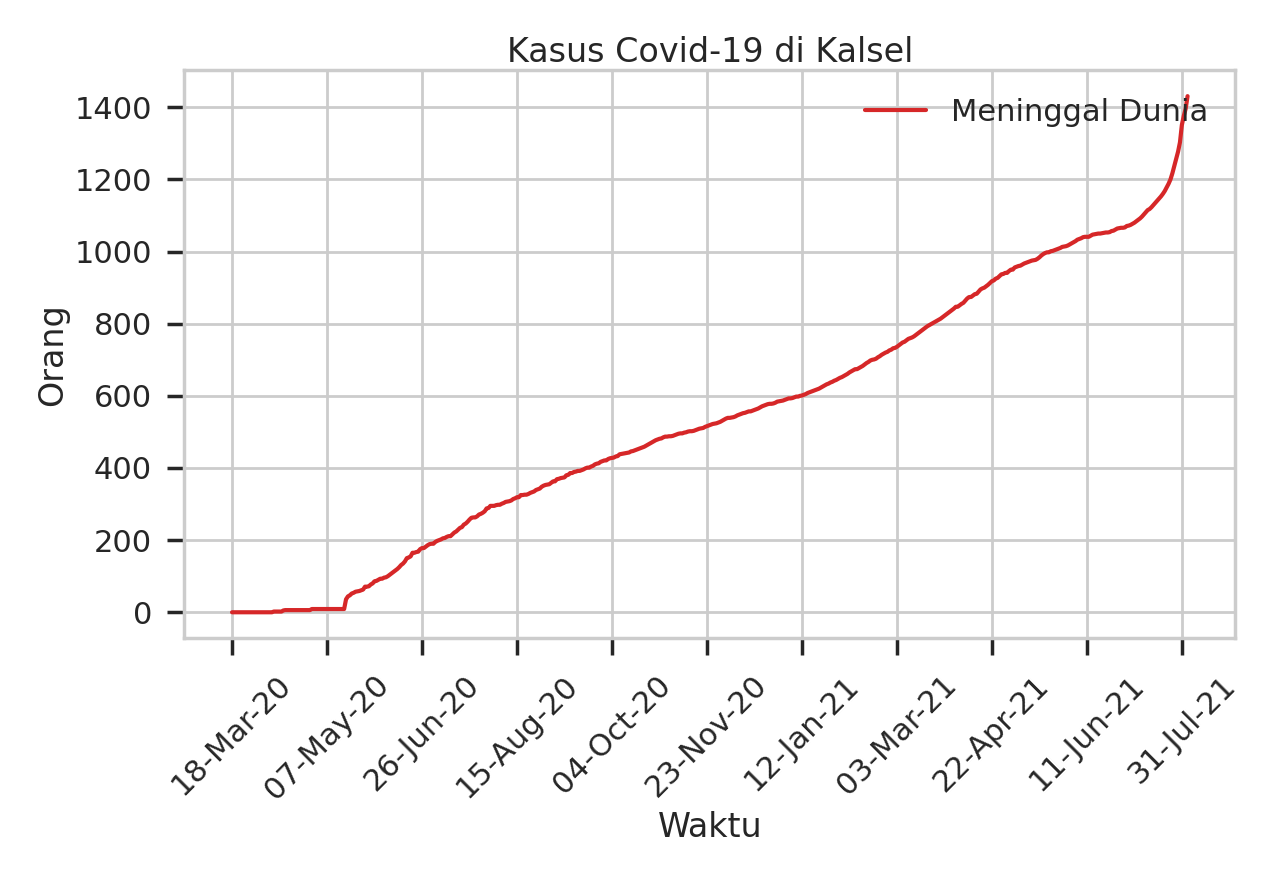 Kasus Covid-19 di Kalsel
Meninggal Dunia
Orang
1400
1200
1000
800
600
400
200
0
18-Mar-20
07-May-20
26-Jun-20
15-Aug-20
04-Oct-20
23-Nov-20
12-Jan-21
03-Mar-21
22-Apr-21
11-Jun-21
31-Jul-21
Waktu